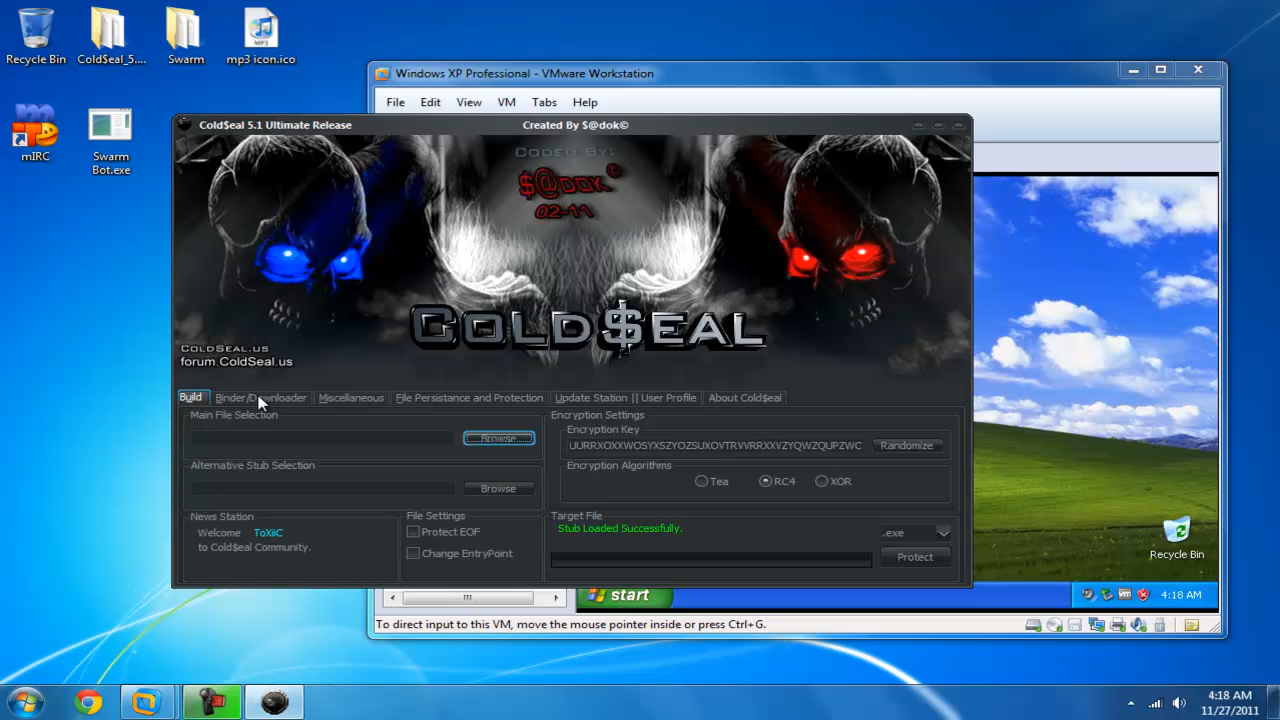 Recycle Bin
Cold$eal_5....
Swarm
mp3 icon.ico
mIRC
Swarm
Bot.exe
Windows XP Professional - VMware Workstation
File Edit View VM Tabs Help
Cold$eal 5.1 Ultimate Release
Created By $@dok©
CODED BY:
$@DOK©
02-11
COLD$EAL
COLDSEAL.US
forum.ColdSeal.us
Build
Binder/Downloader
Miscellaneous
File Persistance and Protection
Update Station || User Profile
About Cold$eal
Main File Selection
Browse
Alternative Stub Selection
Browse
News Station
Welcome ToXiiC
to Cold$eal Community.
File Settings
Protect EOF
Change EntryPoint
Encryption Settings
Encryption Key
UURRXOXXWOSYXSZYOZSUXOVTRVYRRXXVZYQWZQUPZWC
Randomize
Encryption Algorithms
Tea
RC4
XOR
Target File
Stub Loaded Successfully.
.exe
Protect
Recycle Bin
start
4:18 AM
To direct input to this VM, move the mouse pointer inside or press Ctrl+G.
4:18 AM
11/27/2011